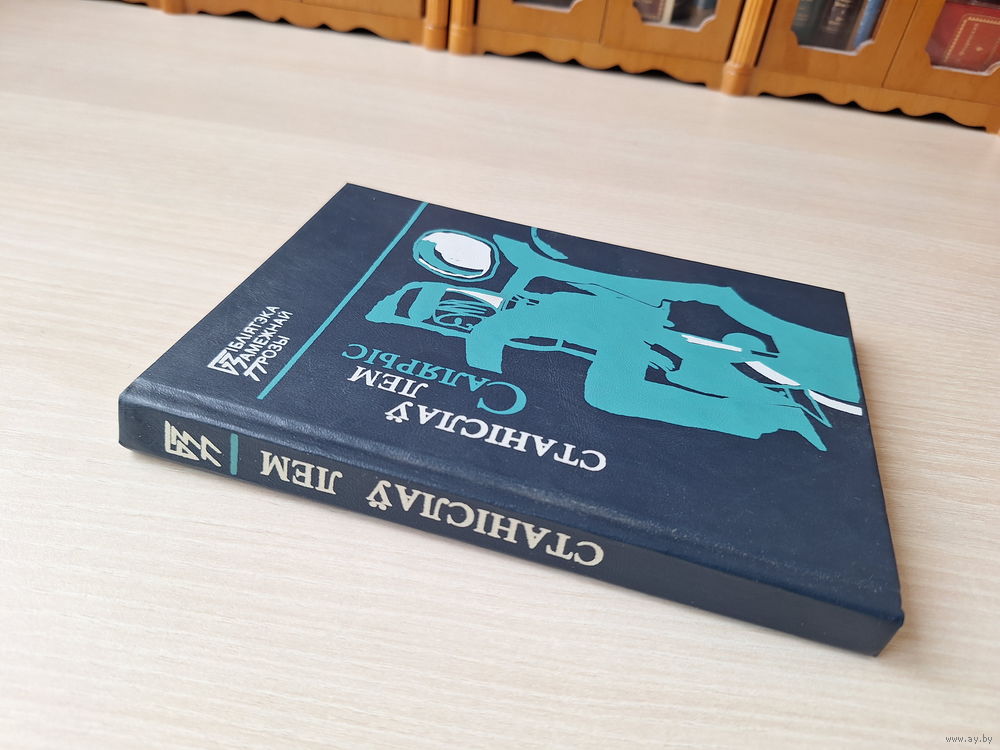 СТАНІСЛАЎ
ЛЕМ
САЛЯРЫС
БІБЛІЯТЭКА
ЗАМЕЖНАЙ
ПРОЗЫ
СТАНІСЛАЎ ЛЕМ
БЗП
www.ay.by